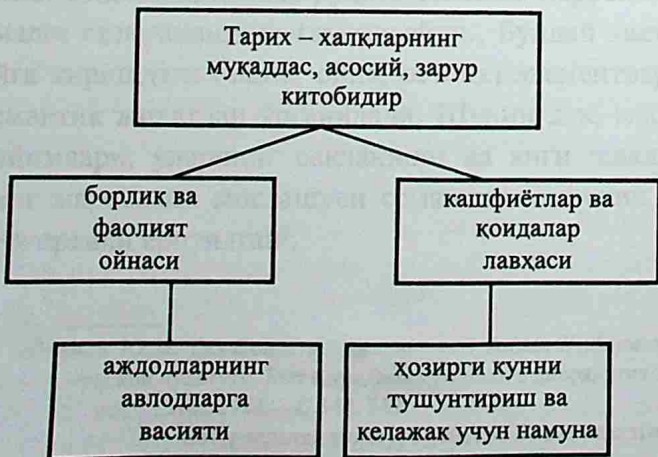 Тарих – халқларнинг
муқаддас, асосий, зарур
китобидир
борлиқ ва
фаолият
ойнаси
кашфиётлар ва
қоидалар
лавҳаси
аждодларнинг
авлодларга
васияти
ҳозирги кунни
тушунтириш ва
келажак учун намуна